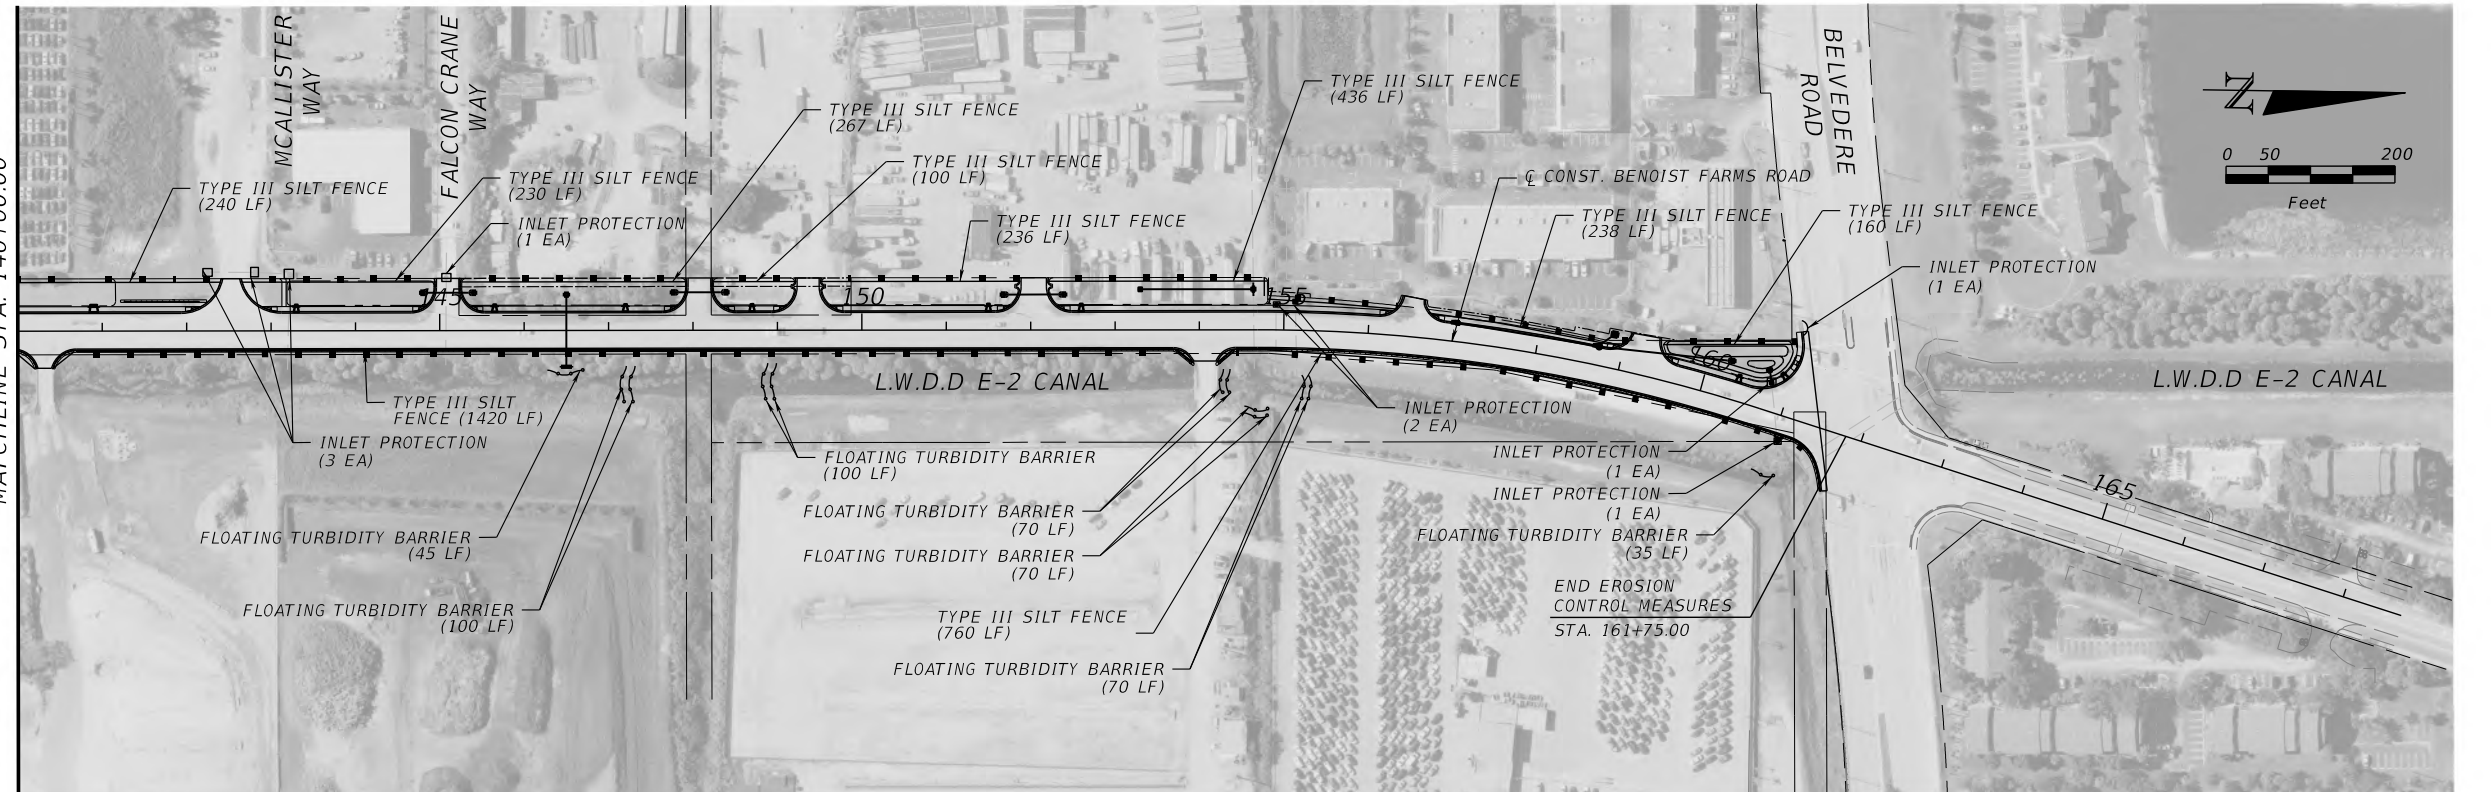 MCALLISTER
WAY
FALCON CRANE
WAY
BELVEDERE
ROAD
N
0 50 200
Feet
TYPE III SILT FENCE
(436 LF)
TYPE III SILT FENCE
(267 LF)
TYPE III SILT FENCE
(100 LF)
TYPE III SILT FENCE
(240 LF)
TYPE III SILT FENCE
(230 LF)
INLET PROTECTION
(1 EA)
TYPE III SILT FENCE
(236 LF)
℄ CONST. BENOIST FARMS ROAD
TYPE III SILT FENCE
(238 LF)
TYPE III SILT FENCE
(160 LF)
INLET PROTECTION
(1 EA)
45
150
155
160
165
L.W.D.D E-2 CANAL
L.W.D.D E-2 CANAL
TYPE III SILT
FENCE (1420 LF)
INLET PROTECTION
(3 EA)
FLOATING TURBIDITY BARRIER
(45 LF)
FLOATING TURBIDITY BARRIER
(100 LF)
FLOATING TURBIDITY BARRIER
(100 LF)
FLOATING TURBIDITY BARRIER
(70 LF)
FLOATING TURBIDITY BARRIER
(70 LF)
TYPE III SILT FENCE
(760 LF)
FLOATING TURBIDITY BARRIER
(70 LF)
INLET PROTECTION
(2 EA)
INLET PROTECTION
(1 EA)
INLET PROTECTION
(1 EA)
FLOATING TURBIDITY BARRIER
(35 LF)
END EROSION
CONTROL MEASURES
STA. 161+75.00